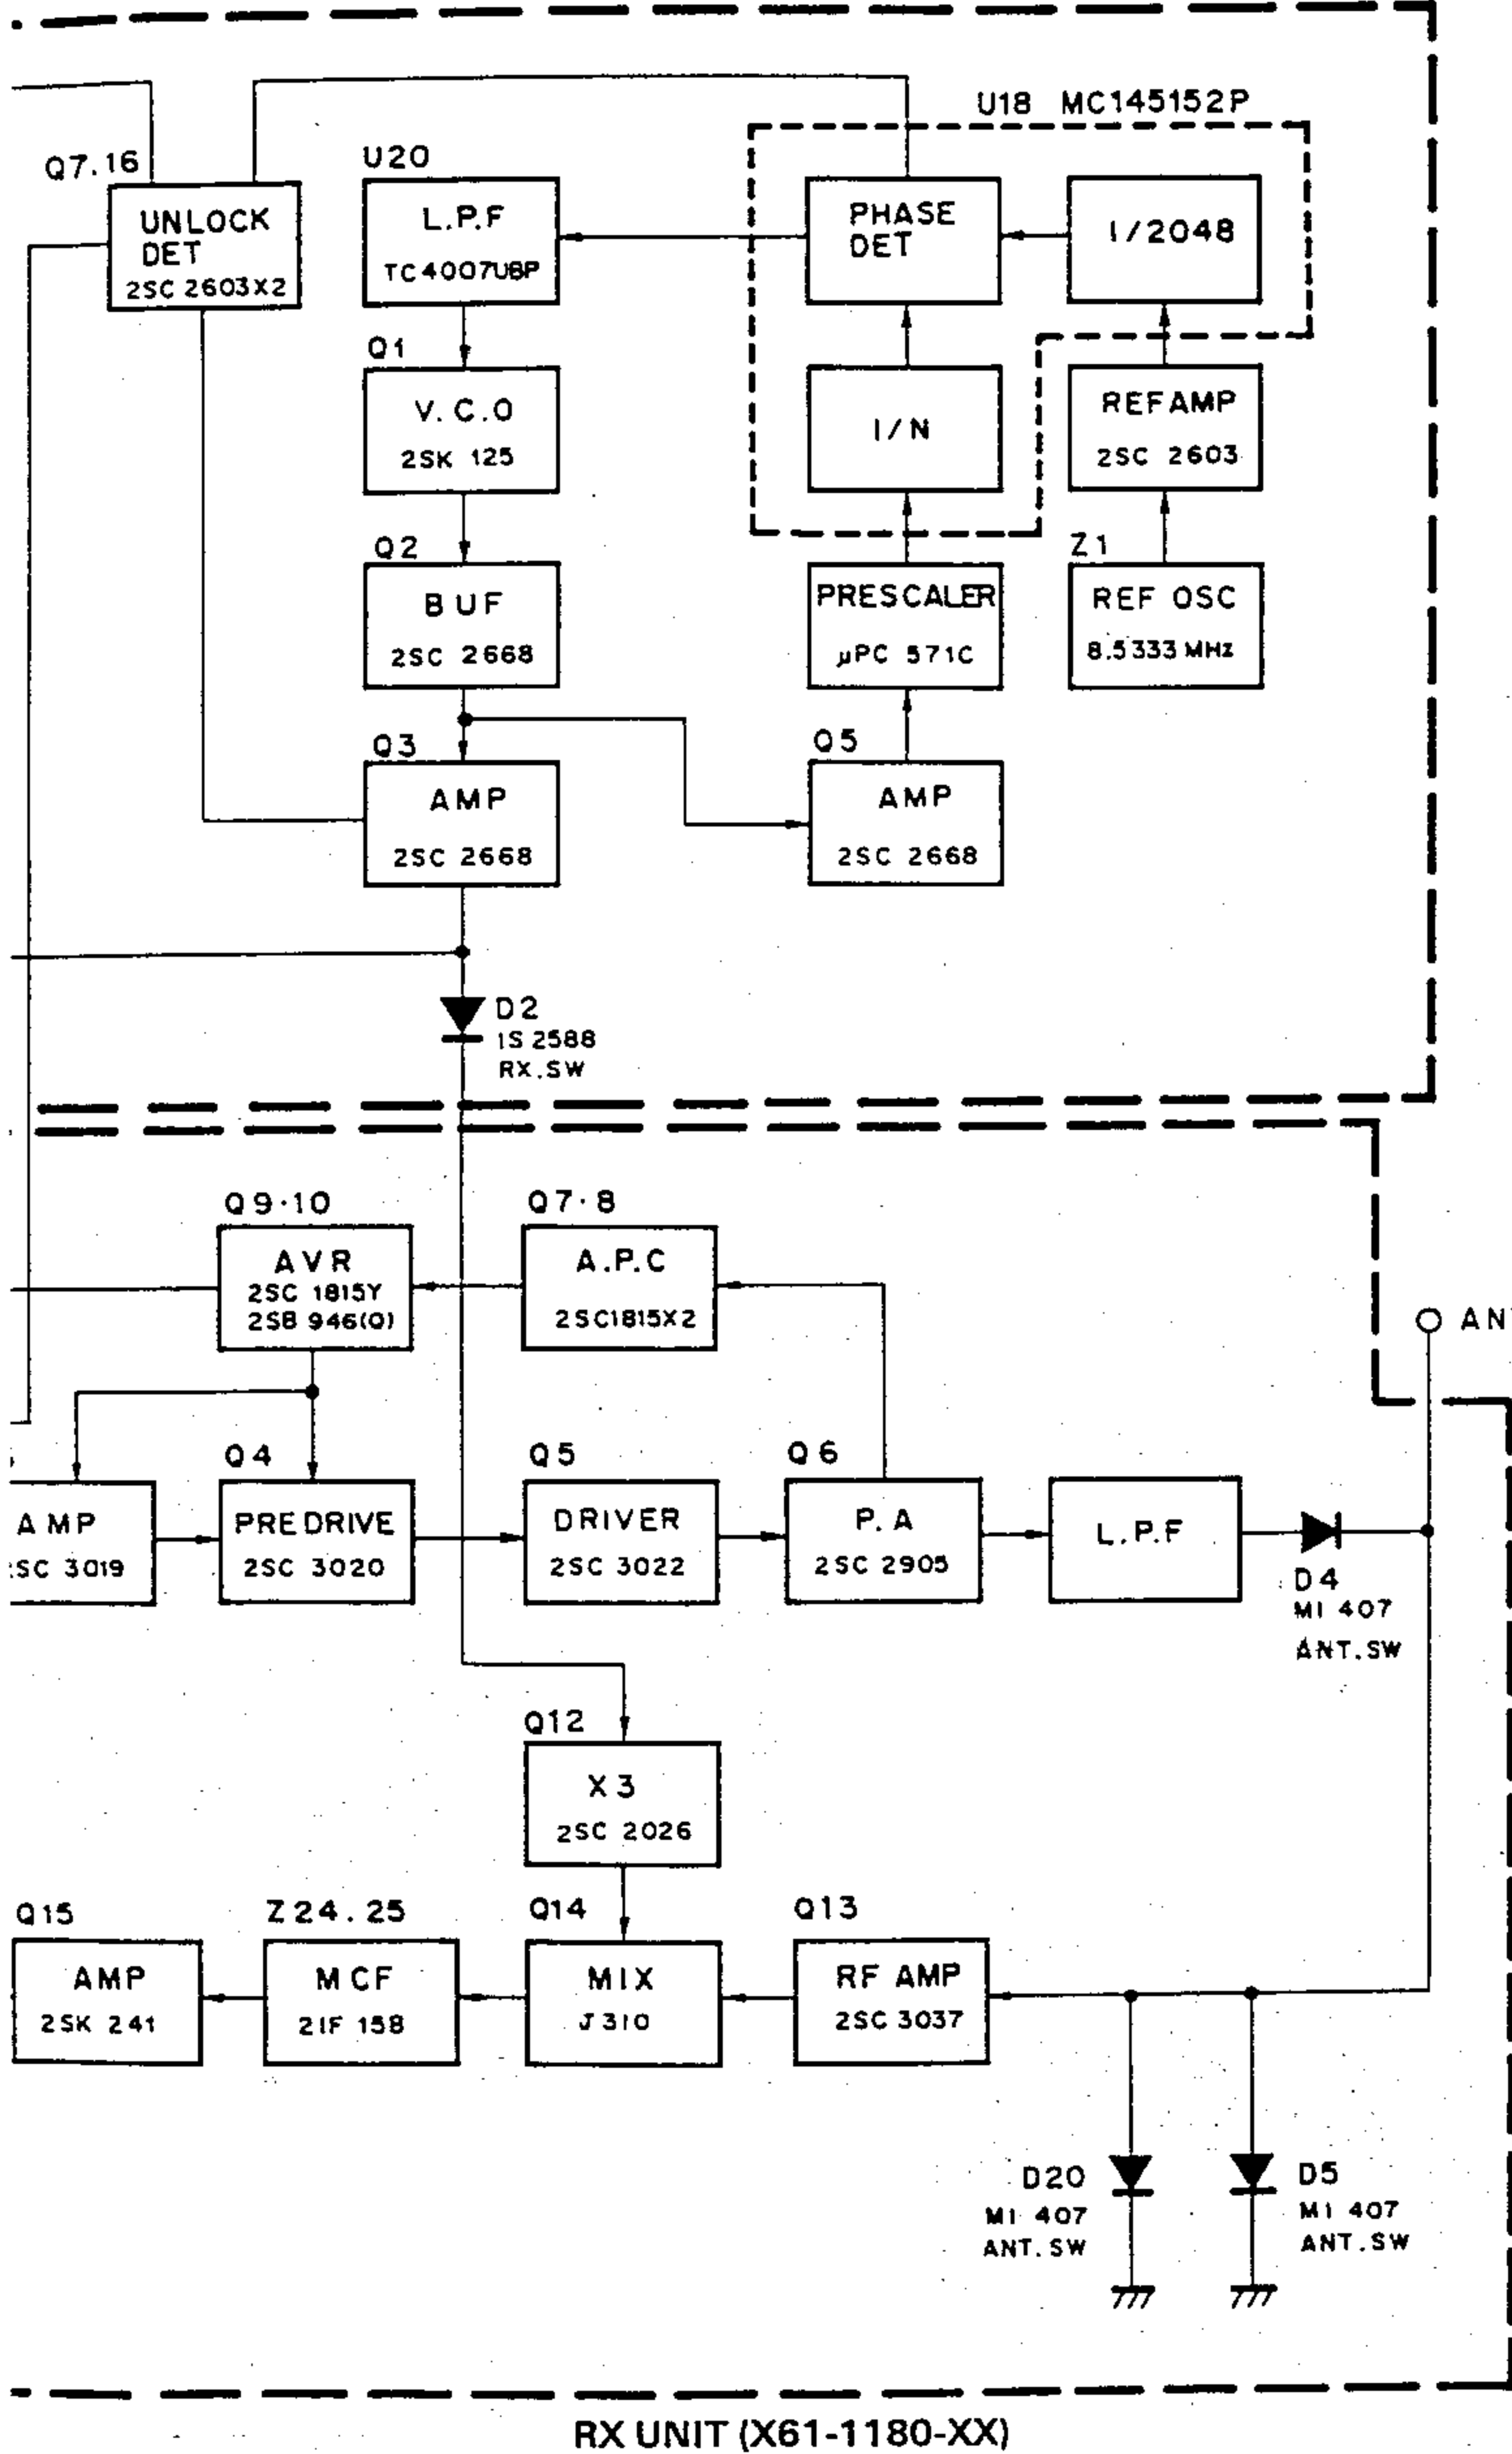 U18 MC145152P
Q7.16
UNLOCK
DET
2SC 2603X2
U20
L.P.F
TC4007UBP
PHASE
DET
1/2048
Q1
V.C.O
2SK 125
1/N
REF AMP
2SC 2603
Q2
BUF
2SC 2668
PRESCALER
µPC 571C
Z1
REF OSC
8.5333 MHz
Q3
AMP
2SC 2668
Q5
AMP
2SC 2668
D2
1S 2588
RX.SW
Q9·10
AVR
2SC 1815Y
2SB 946(Q)
Q7·8
A.P.C
2SC1815X2
AN
AMP
2SC 3019
Q4
PREDRIVE
2SC 3020
Q5
DRIVER
2SC 3022
Q6
P.A
2SC 2905
L.P.F
D4
MI 407
ANT.SW
Q12
X3
2SC 2026
Q15
AMP
2SK 241
Z24.25
MCF
21F 15B
Q14
MIX
J310
Q13
RF AMP
2SC 3037
D20
MI 407
ANT.SW
D5
MI 407
ANT.SW
RX UNIT (X61-1180-XX)